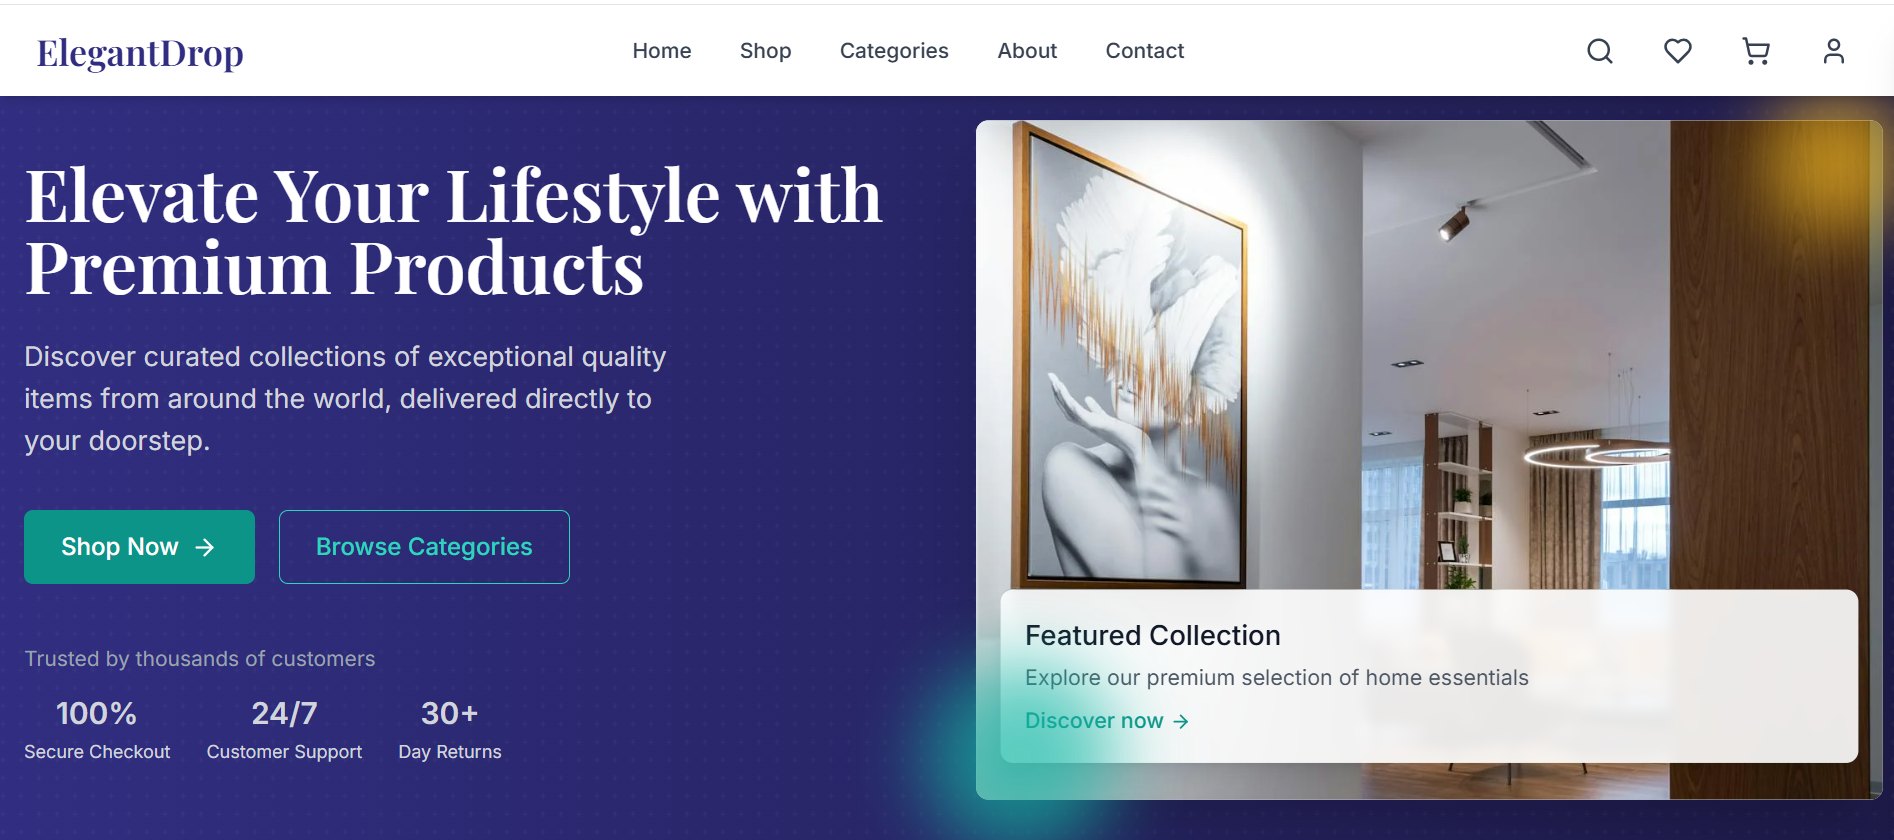 ElegantDrop
Home
Shop
Categories
About
Contact
Elevate Your Lifestyle with
Premium Products
Discover curated collections of exceptional quality
items from around the world, delivered directly to
your doorstep.
Shop Now →
Browse Categories
Trusted by thousands of customers
100%
Secure Checkout
24/7
Customer Support
30+
Day Returns
Featured Collection
Explore our premium selection of home essentials
Discover now →